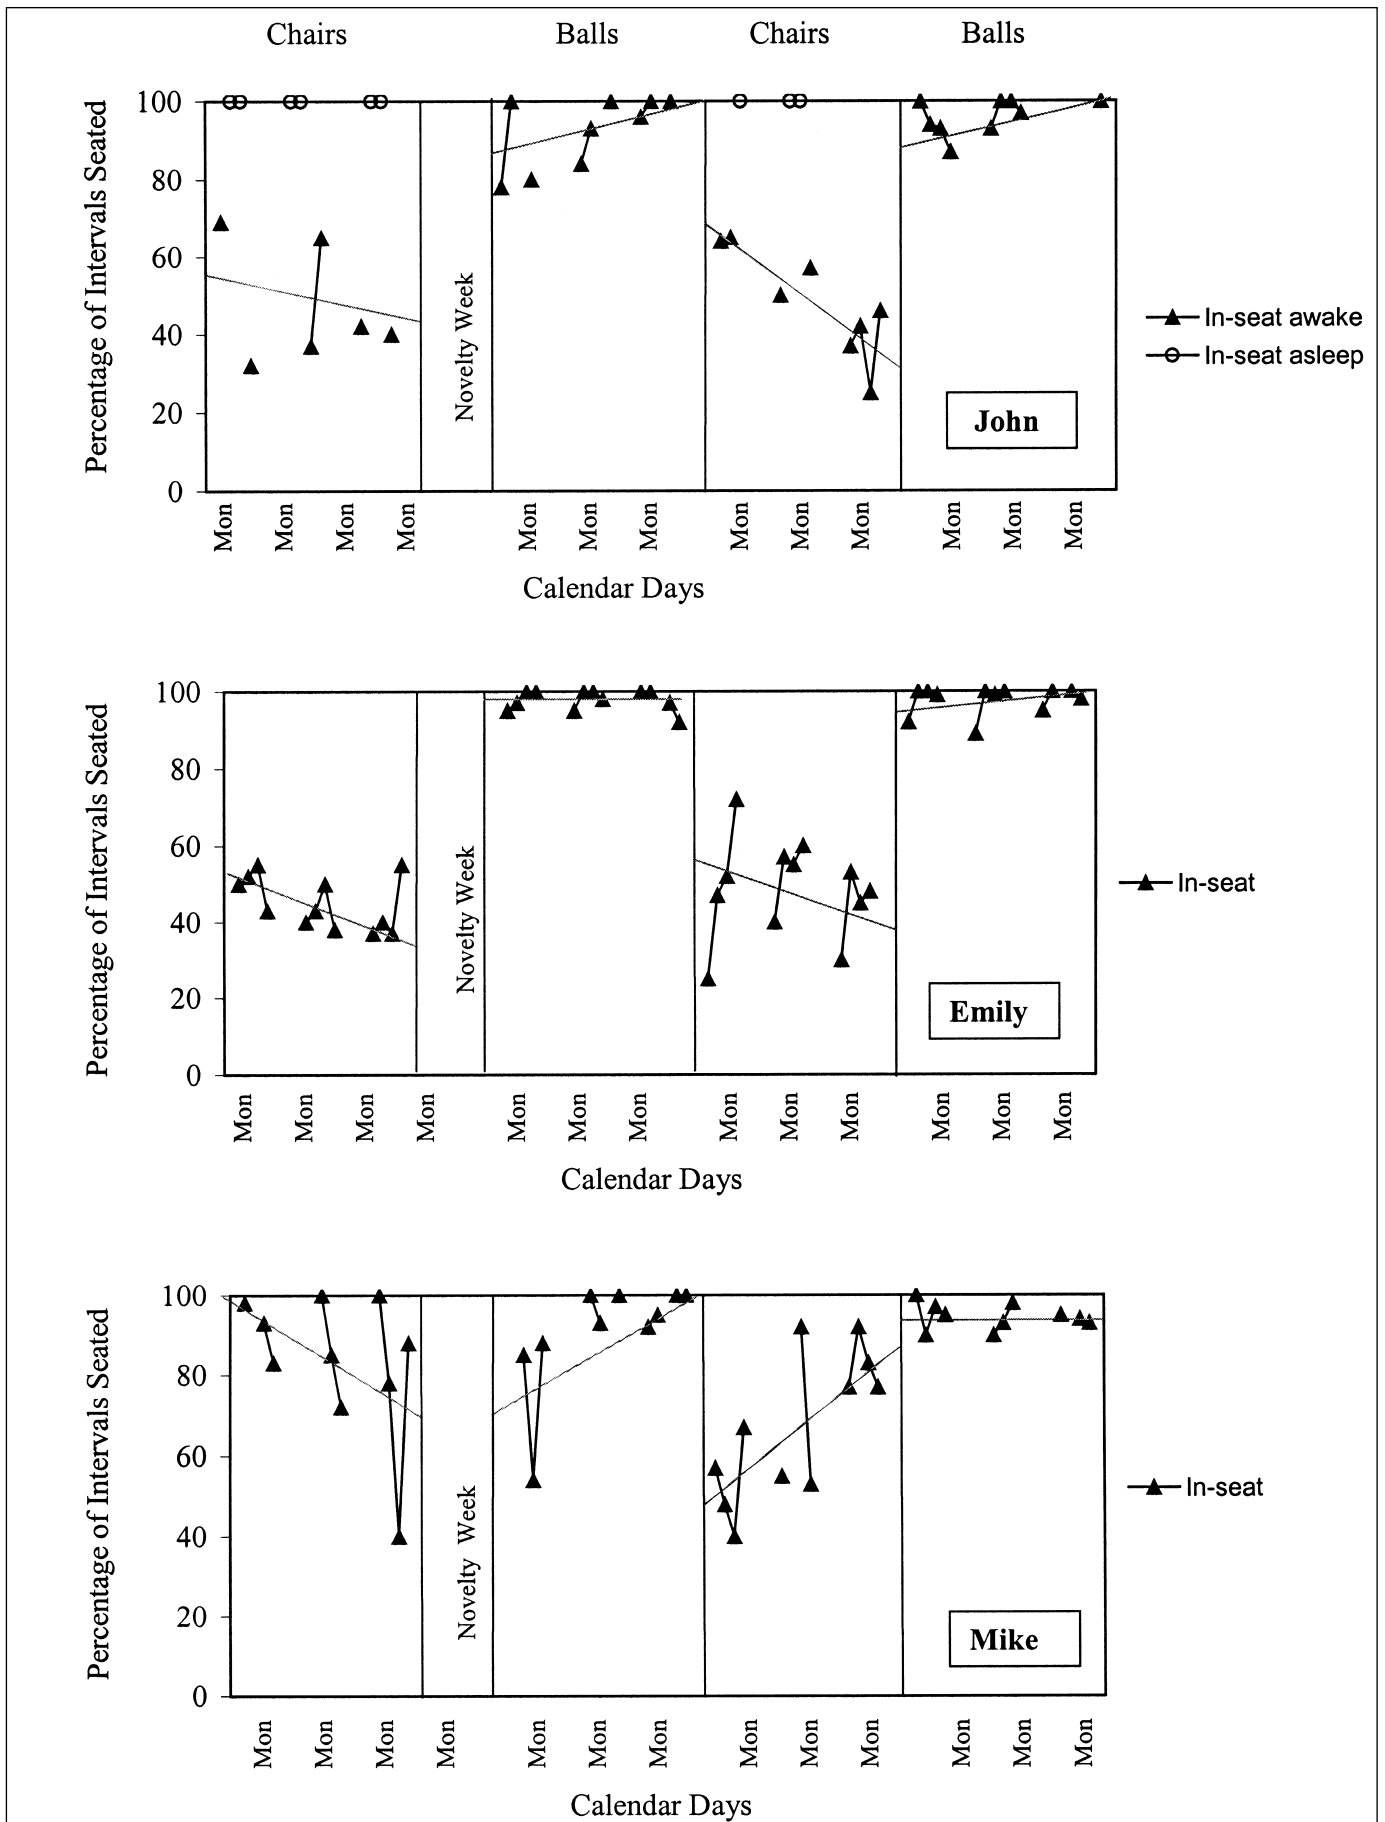 Chairs Balls Chairs Balls
Percentage of Intervals Seated
100
80
60
40
20
0
Novelty Week
In-seat awake
In-seat asleep
John
Mon Mon Mon Mon Mon Mon Mon Mon Mon Mon Mon Mon Mon
Calendar Days
Percentage of Intervals Seated
100
80
60
40
20
0
Novelty Week
In-seat
Emily
Mon Mon Mon Mon Mon Mon Mon Mon Mon Mon Mon Mon Mon
Calendar Days
Percentage of Intervals Seated
100
80
60
40
20
0
Novelty Week
In-seat
Mike
Mon Mon Mon Mon Mon Mon Mon Mon Mon Mon Mon Mon Mon
Calendar Days